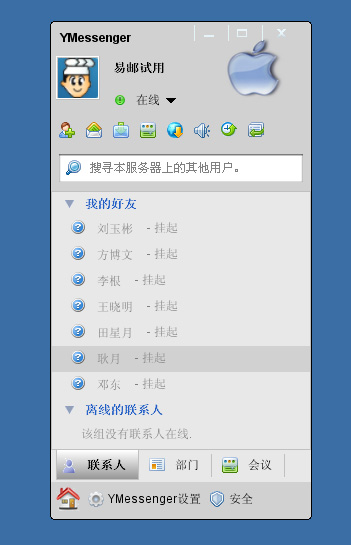 YMessenger
易邮试用
在线
搜寻本服务器上的其他用户。
我的好友
刘玉彬 - 挂起
方博文 - 挂起
李根 - 挂起
王晓明 - 挂起
田星月 - 挂起
耿月 - 挂起
邓东 - 挂起
离线的联系人
该组没有联系人在线.
联系人 部门 会议
YMessenger设置 安全